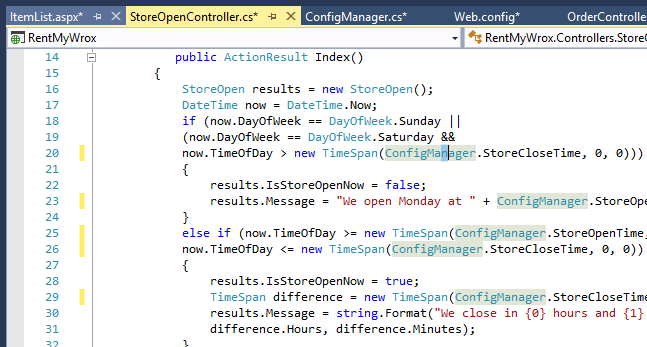 ItemList.aspx* StoreOpenController.cs* ConfigManager.cs* Web.config* OrderController
RentMyWrox RentMyWrox.Controllers.StoreO
14 public ActionResult Index()
15 {
16 StoreOpen results = new StoreOpen();
17 DateTime now = DateTime.Now;
18 if (now.DayOfWeek == DayOfWeek.Sunday ||
19 (now.DayOfWeek == DayOfWeek.Saturday &&
20 now.TimeOfDay > new TimeSpan(ConfigManager.StoreCloseTime, 0, 0)))
21 {
22 results.IsStoreOpenNow = false;
23 results.Message = "We open Monday at " + ConfigManager.StoreOpe
24 }
25 else if (now.TimeOfDay >= new TimeSpan(ConfigManager.StoreOpenTime,
26 now.TimeOfDay <= new TimeSpan(ConfigManager.StoreCloseTime, 0, 0))
27 {
28 results.IsStoreOpenNow = true;
29 TimeSpan difference = new TimeSpan(ConfigManager.StoreCloseTime
30 results.Message = string.Format("We close in {0} hours and {1}
31 difference.Hours, difference.Minutes);
32 }